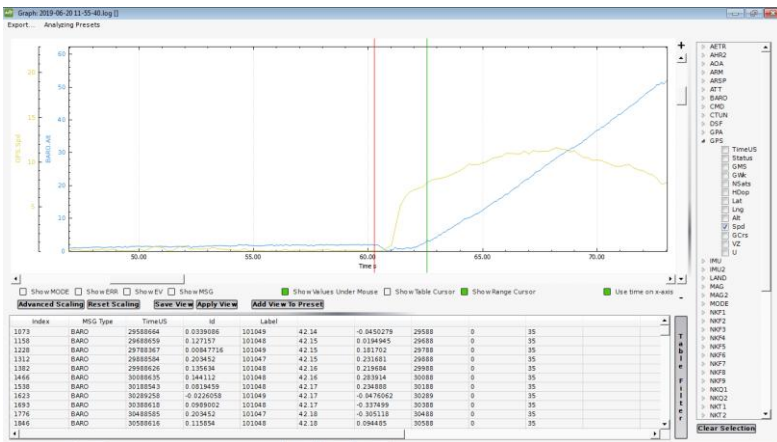 Graph: 2019-06-20 11-55-40.log []
Export... Analyzing Presets
60
50
40
30
20
10
0
20
15
10
5
GPS Spd
BARO Alt
50.00 55.00 60.00 65.00 70.00
Time s
Show MODE Show ERR Show EV Show MSG Show Values Under Mouse Show Table Cursor Show Range Cursor Use time on x-axis
Advanced Scaling Reset Scaling Save View Apply View Add View To Preset
Index MSG Type TimeUS Id Label
1073 BARO 29588664 0.0339086 101049 42.14 -0.0450279 29588 0 35
1158 BARO 29688659 0.127157 101048 42.15 0.0194945 29688 0 35
1228 BARO 29788367 0.00847716 101049 42.15 0.181702 29788 0 35
1312 BARO 29888584 0.203452 101047 42.15 0.231681 29888 0 35
1382 BARO 29998626 0.135634 101048 42.16 0.219684 29988 0 35
1466 BARO 30088635 0.144112 101048 42.16 0.283914 30088 0 35
1538 BARO 30188543 0.0819459 101048 42.17 0.234888 30188 0 35
1623 BARO 30289258 -0.0226058 101049 42.17 -0.0476062 30289 0 35
1693 BARO 30388618 0.0989002 101048 42.17 -0.337499 30388 0 35
1776 BARO 30488585 0.203452 101047 42.18 -0.305118 30488 0 35
1846 BARO 30588616 0.115854 101048 42.18 0.094485 30588 0 35
Table Filter
AETR
AHR2
AOA
ARM
ARSP
ATT
BARO
CMD
CTUN
DSF
GPA
GPS
TimeUS
Status
GMS
GWk
NSats
HDop
Lat
Lng
Alt
Spd
GCrs
VZ
U
IMU
IMU2
LAND
MAG
MAG2
MODE
NKF1
NKF2
NKF3
NKF4
NKF5
NKF6
NKF7
NKF8
NKF9
NKQ1
NKQ2
NKT1
NKT2
Clear Selection